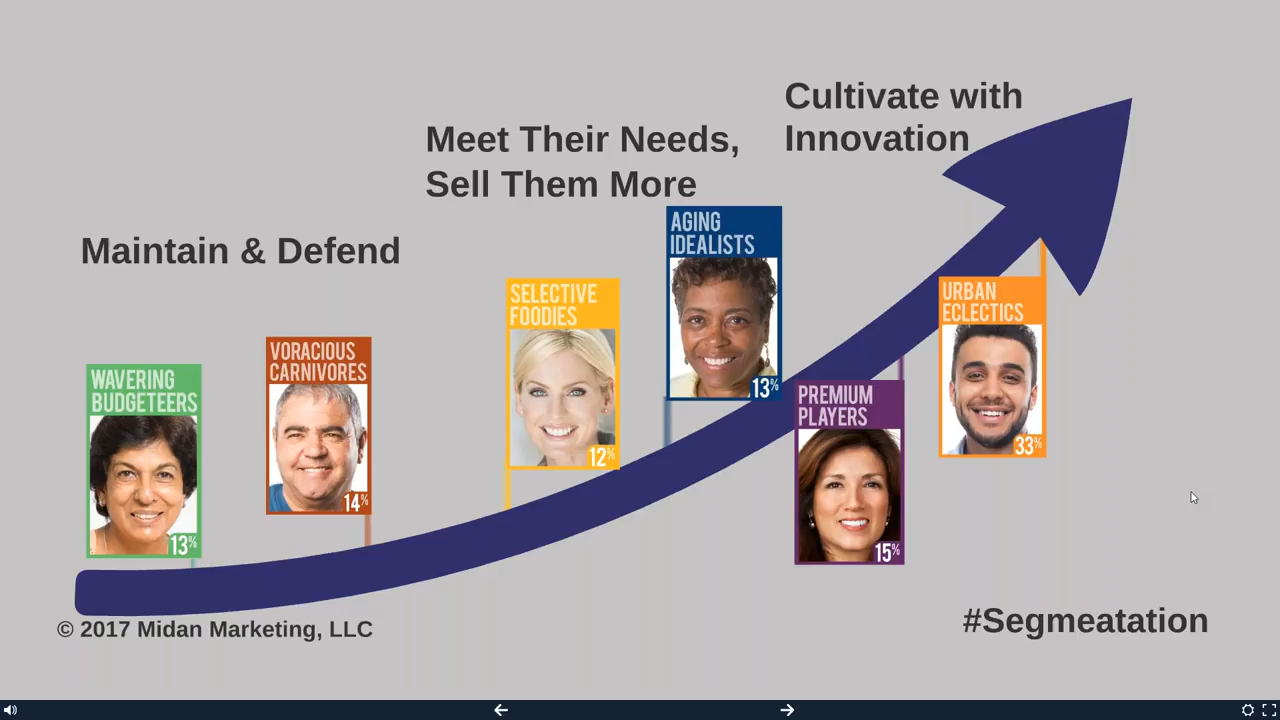 Cultivate with
Innovation
Meet Their Needs,
Sell Them More
Maintain & Defend
WAVERING
BUDGETEERS
13%
VORACIOUS
CARNIVORES
14%
SELECTIVE
FOODIES
12%
AGING
IDEALISTS
13%
PREMIUM
PLAYERS
15%
URBAN
ECLECTICS
33%
© 2017 Midan Marketing, LLC
#Segmeatation